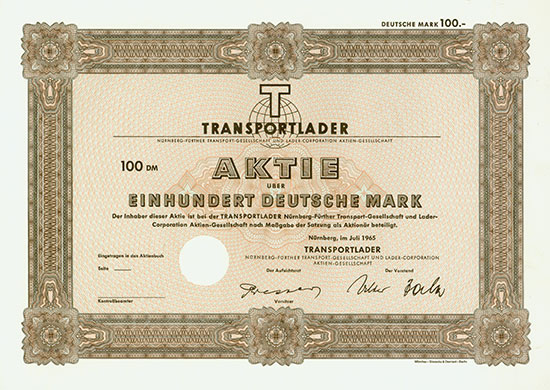 DEUTSCHE MARK 100.-
T
TRANSPORTLADER
NÜRNBERG-FÜRTHER TRANSPORT-GESELLSCHAFT UND LADER-CORPORATION AKTIEN-GESELLSCHAFT
100 DM
AKTIE
ÜBER
EINHUNDERT DEUTSCHE MARK
Der Inhaber dieser Aktie ist bei der TRANSPORTLADER Nürnberg-Fürther Transport-Gesellschaft und Lader-
Corporation Aktien-Gesellschaft nach Maßgabe der Satzung als Aktionär beteiligt.
Nürnberg, im Juli 1965
Eingetragen in das Aktienbuch
TRANSPORTLADER
NÜRNBERG-FÜRTHER TRANSPORT-GESELLSCHAFT UND LADER-CORPORATION
AKTIEN-GESELLSCHAFT
Seite
Der Aufsichtsrat Der Vorstand
Kontrollbeamter
Vorsitzer